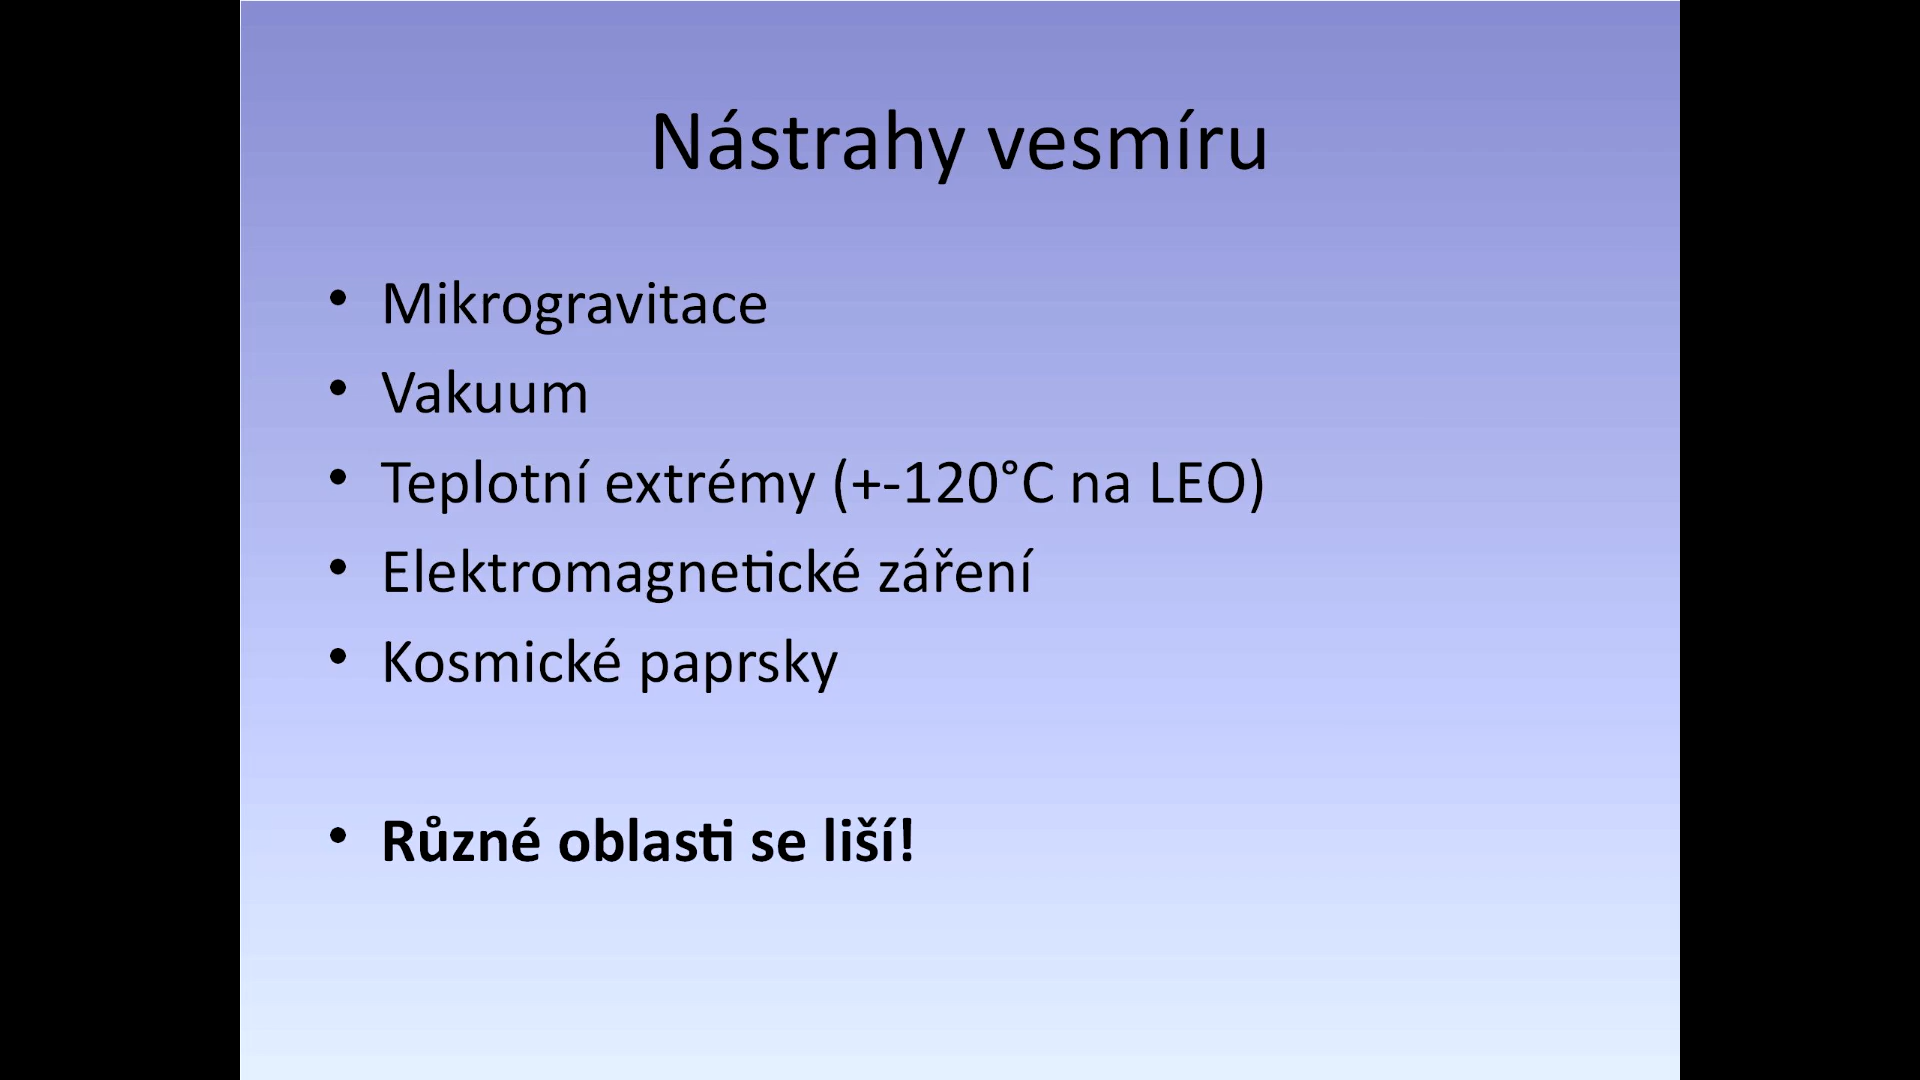 Nástrahy vesmíru
• Mikrogravitace
• Vakuum
• Teplotní extrémy (+-120°C na LEO)
• Elektromagnetické záření
• Kosmické paprsky
• Různé oblasti se liší!